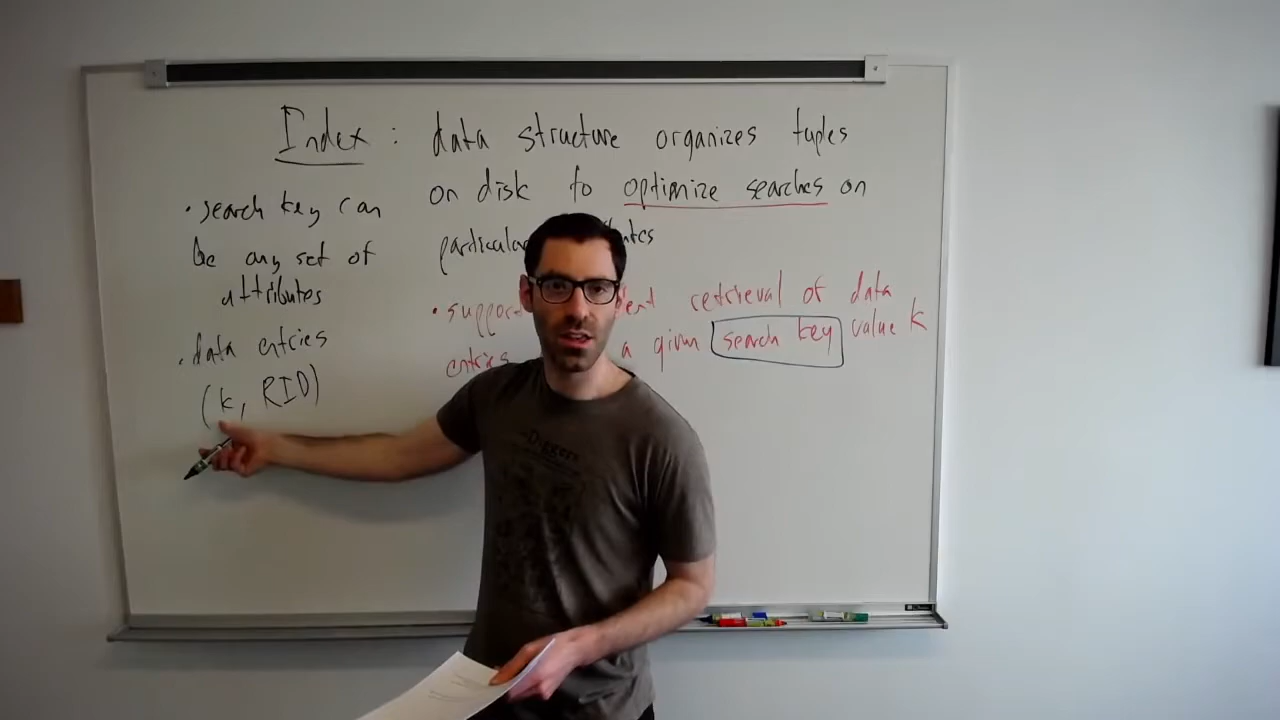 Index : data structure organizes tuples
on disk to optimize searches on
particular
• support retrieval of data
entries a given search key value k
• search key can
be any set of
attributes
• data entries
(k, RID)